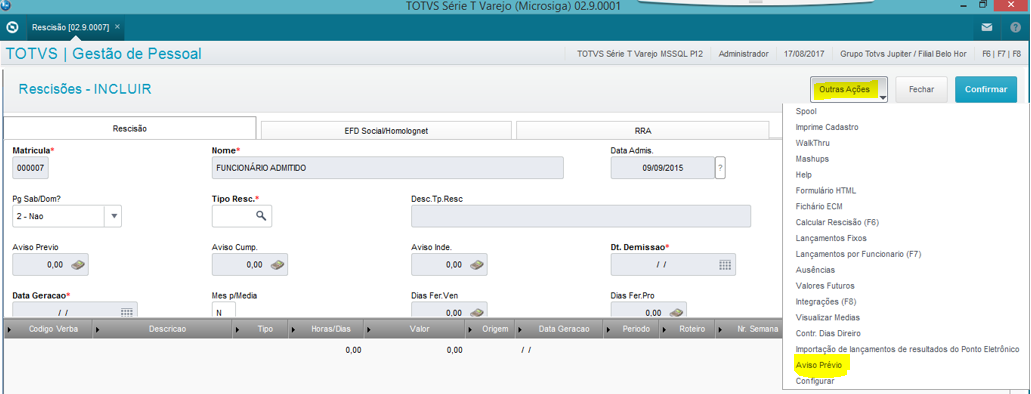 TOTVS Série T Varejo (Microsiga) 02.9.0001
Rescisão [02.9.0007] ×
TOTVS | Gestão de Pessoal
TOTVS Série T Varejo MSSQL P12 Administrador 17/08/2017 Grupo Totvs Jupiter / Filial Belo Hor F6 | F7 | F8
Rescisões - INCLUIR
Outras Ações Fechar Confirmar
Rescisão EFD Social/Homolognet RRA
Matricula* Nome* Data Admis.
000007 FUNCIONÁRIO ADMITIDO 09/09/2015 ?
Pg Sab/Dom? Tipo Resc.* Desc.Tp.Resc
2 - Nao
Aviso Previo Aviso Cump. Aviso Inde. Dt. Demissao*
0,00 0,00 0,00 / /
Data Geracao* Mes p/Media Dias Fer.Ven Dias Fer.Pro
/ / N 0,00 0,00
Codigo Verba Descricao Tipo Horas/Dias Valor Origem Data Geracao Periodo Roteiro Nr. Semana
0,00 0,00 / /
Spool
Imprime Cadastro
WalkThru
Mashups
Help
Formulário HTML
Fichário ECM
Calcular Rescisão (F6)
Lançamentos Fixos
Lançamentos por Funcionario (F7)
Ausências
Valores Futuros
Integrações (F8)
Visualizar Medias
Contr. Dias Direiro
Importação de lançamentos de resultados do Ponto Eletrônico
Aviso Prévio
Configurar